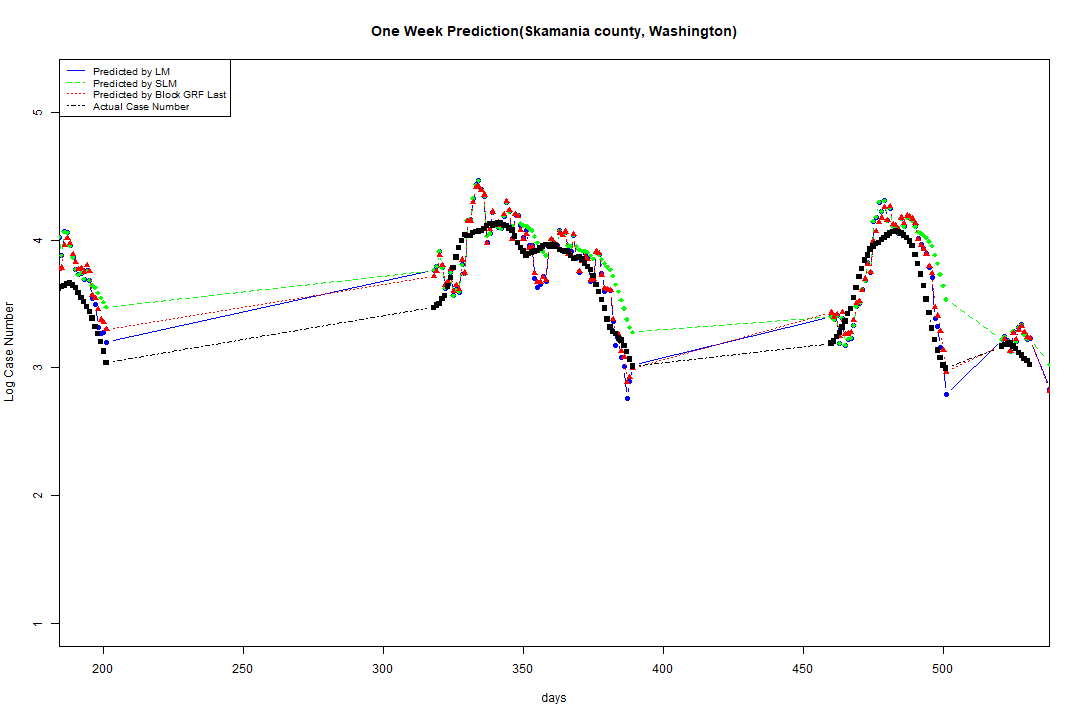 One Week Prediction(Skamania county, Washington)
Predicted by LM
Predicted by SLM
Predicted by Block GRF Last
Actual Case Number
5
4
3
2
1
Log Case Number
200 250 300 350 400 450 500
days